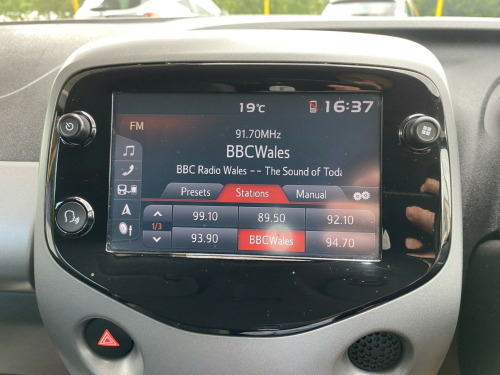 19°C 16:37
FM
91.70MHz
BBCWales
BBC Radio Wales -- The Sound of Toda
Presets Stations Manual
99.10 89.50 92.10
1/3
93.90 BBCWales 94.70